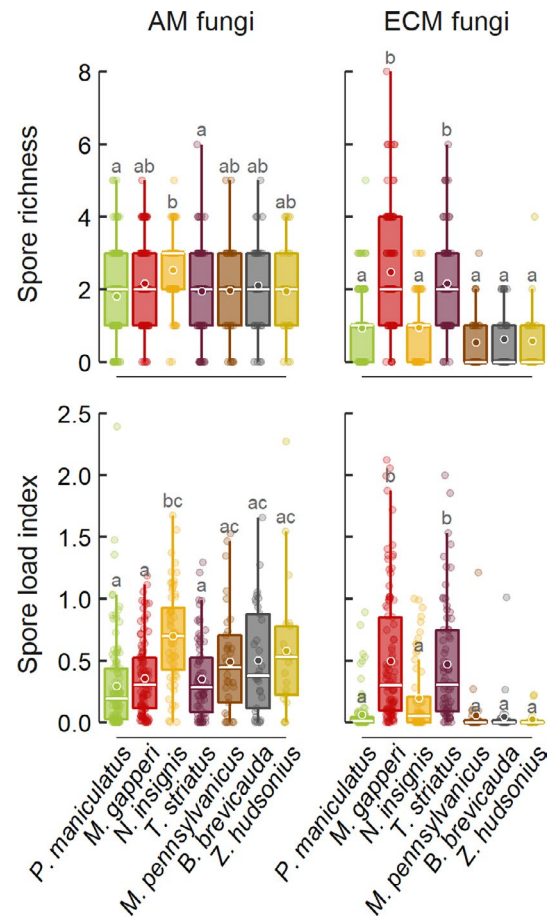 AM fungi ECM fungi
Spore richness
8
6
4
2
0
a ab b a ab ab ab
a b a b a a a
Spore load index
2.5
2.0
1.5
1.0
0.5
0.0
a a bc a ac ac ac
a b a b a a a
P. maniculatus
M. gapperi
N. insignis
T. striatus
M. pennsylvanicus
B. brevicauda
Z. hudsonius
P. maniculatus
M. gapperi
N. insignis
T. striatus
M. pennsylvanicus
B. brevicauda
Z. hudsonius